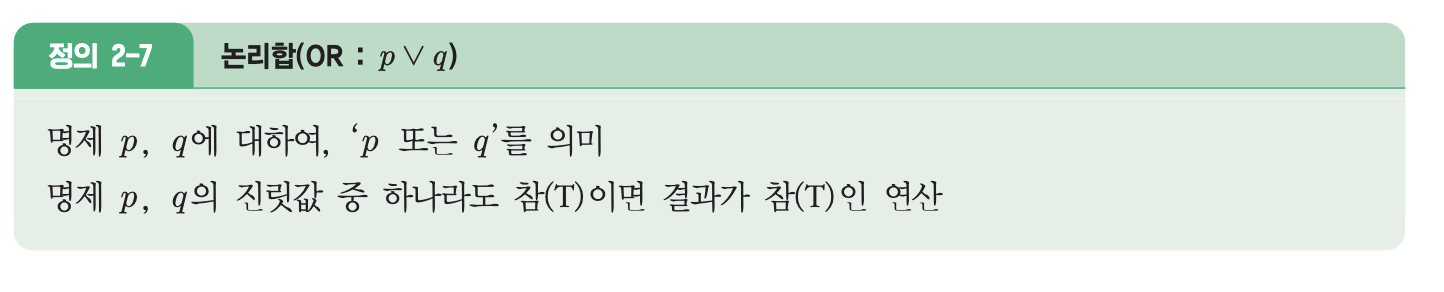 정의 2-7 논리합(OR : p ∨ q)
명제 p, q에 대하여, ‘p 또는 q’를 의미
명제 p, q의 진릿값 중 하나라도 참(T)이면 결과가 참(T)인 연산